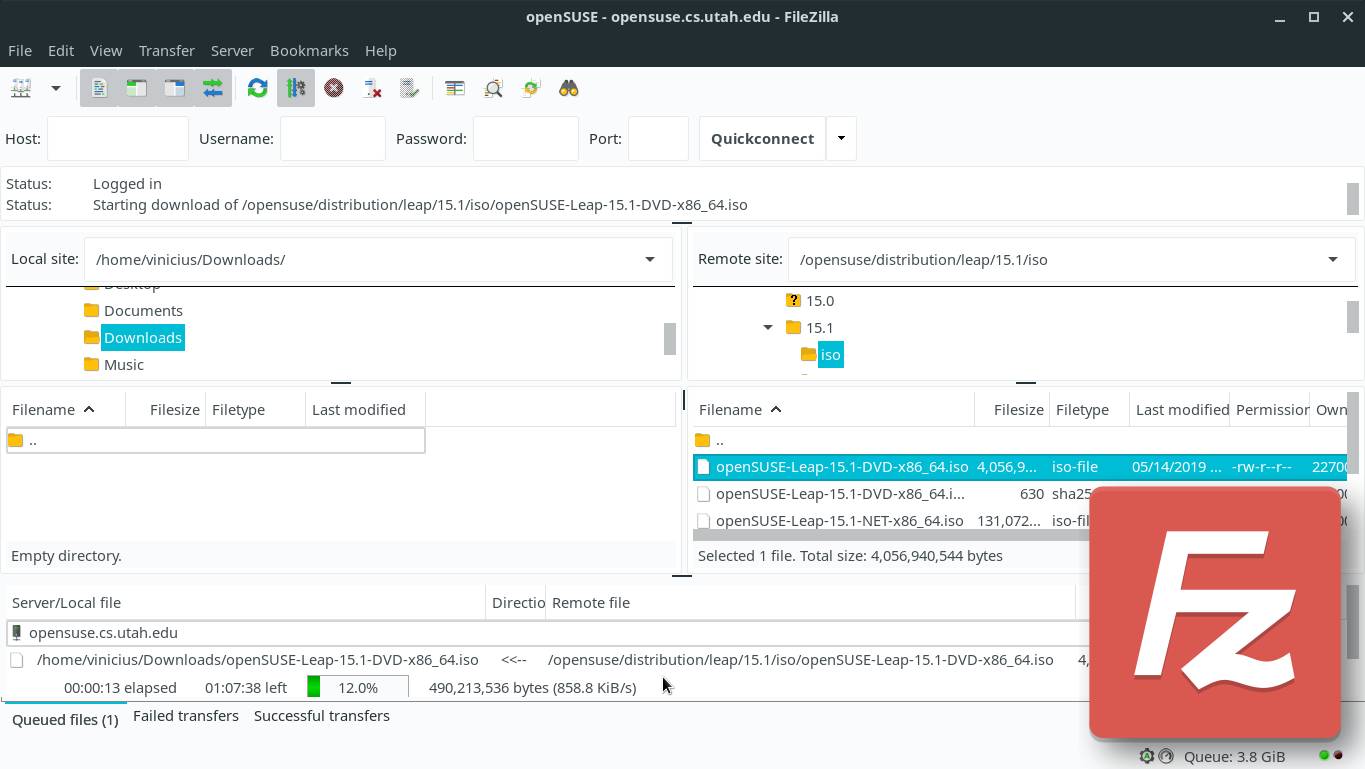 openSUSE - opensuse.cs.utah.edu - FileZilla
File Edit View Transfer Server Bookmarks Help
Host: Username: Password: Port: Quickconnect
Status: Logged in
Status: Starting download of /opensuse/distribution/leap/15.1/iso/openSUSE-Leap-15.1-DVD-x86_64.iso
Local site: /home/vinicius/Downloads/
Desktop
Documents
Downloads
Music
Remote site: /opensuse/distribution/leap/15.1/iso
15.0
15.1
iso
Filename Filesize Filetype Last modified
..
Empty directory.
Filename Filesize Filetype Last modified Permission Own
..
openSUSE-Leap-15.1-DVD-x86_64.iso 4,056,9... iso-file 05/14/2019 ... -rw-r--r-- 22700
openSUSE-Leap-15.1-DVD-x86_64.i... 630 sha25
openSUSE-Leap-15.1-NET-x86_64.iso 131,072... iso-fil
Selected 1 file. Total size: 4,056,940,544 bytes
Server/Local file Directio Remote file
opensuse.cs.utah.edu
/home/vinicius/Downloads/openSUSE-Leap-15.1-DVD-x86_64.iso <<-- /opensuse/distribution/leap/15.1/iso/openSUSE-Leap-15.1-DVD-x86_64.iso 4,
00:00:13 elapsed 01:07:38 left 12.0% 490,213,536 bytes (858.8 KiB/s)
Queued files (1) Failed transfers Successful transfers
Fz
Queue: 3.8 GiB